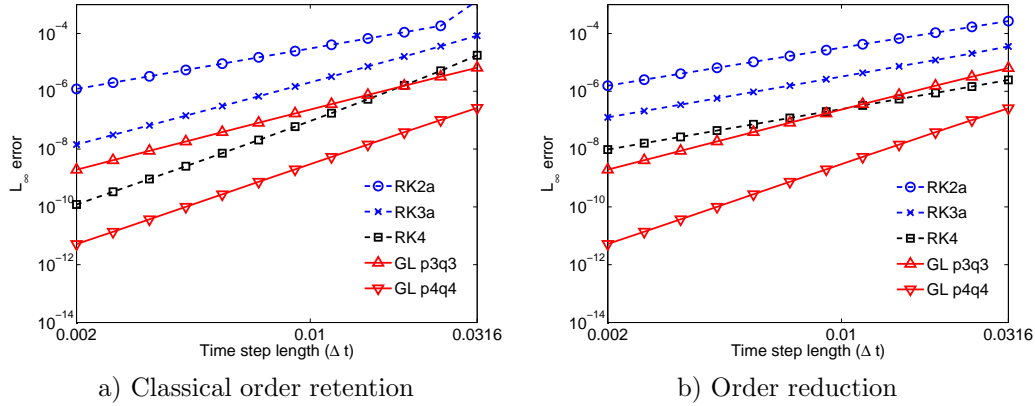 10^-4
10^-6
10^-8
10^-10
10^-12
10^-14
L∞ error
RK2a
RK3a
RK4
GL p3q3
GL p4q4
0.002
0.01
0.0316
Time step length (Δ t)
a) Classical order retention
10^-4
10^-6
10^-8
10^-10
10^-12
10^-14
L∞ error
RK2a
RK3a
RK4
GL p3q3
GL p4q4
0.002
0.01
0.0316
Time step length (Δ t)
b) Order reduction